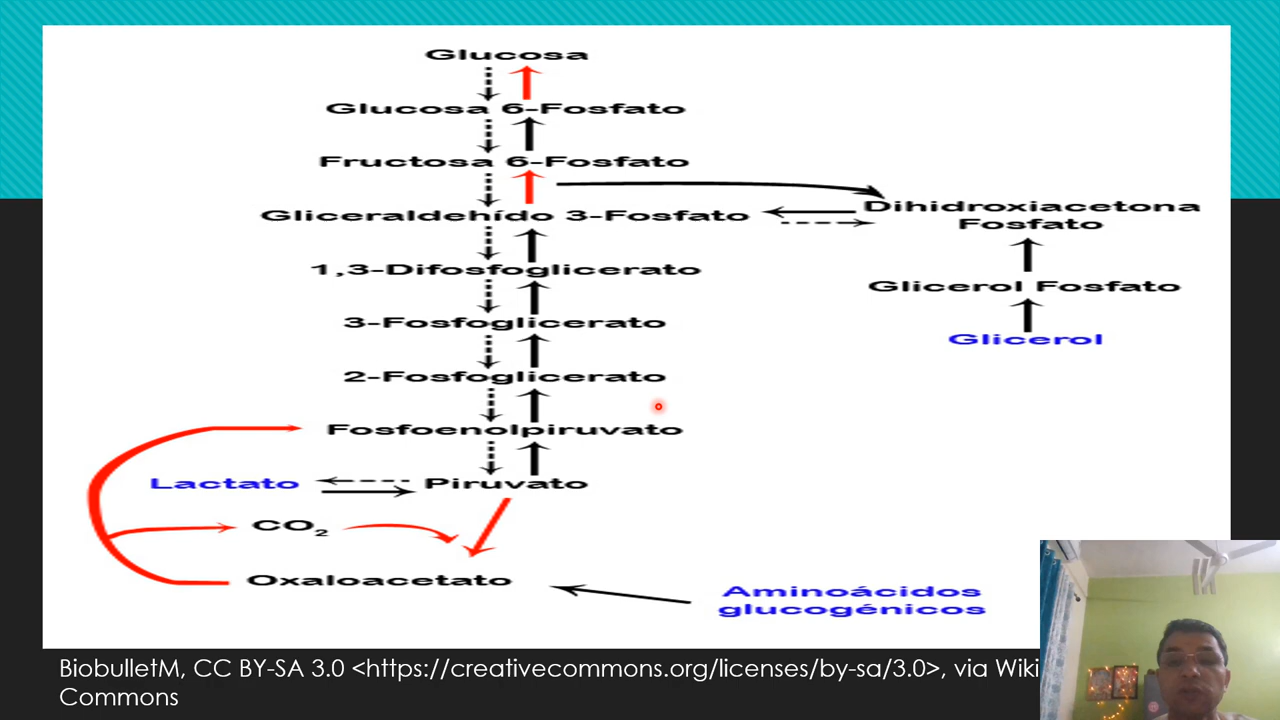 Glucosa
Glucosa 6-Fosfato
Fructosa 6-Fosfato
Gliceraldehído 3-Fosfato
Dihidroxiacetona
Fosfato
1,3-Difosfoglicerato
Glicerol Fosfato
3-Fosfoglicerato
Glicerol
2-Fosfoglicerato
Fosfoenolpiruvato
Lactato
Piruvato
CO₂
Oxaloacetato
Aminoácidos
glucogénicos
BiobulletM, CC BY-SA 3.0 <https://creativecommons.org/licenses/by-sa/3.0>, via Wiki
Commons